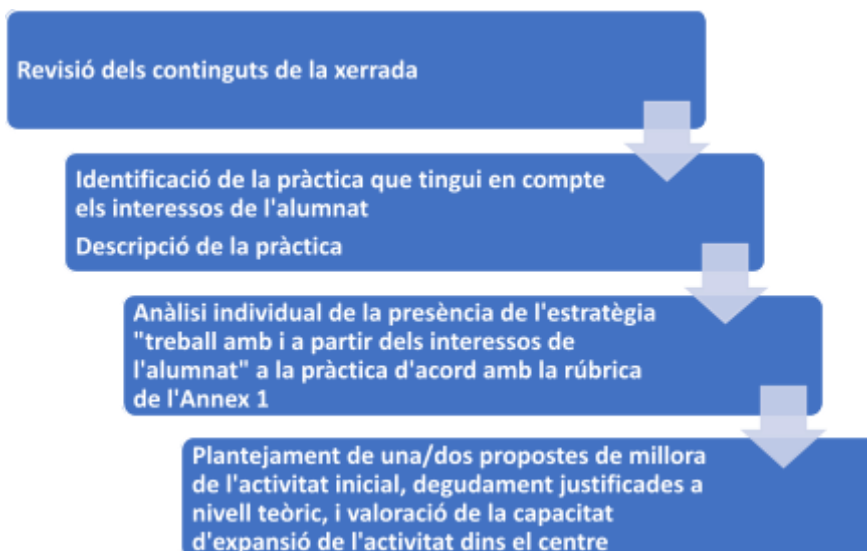 Revisió dels continguts de la xerrada
Identificació de la pràctica que tingui en compte
els interessos de l'alumnat
Descripció de la pràctica
Anàlisi individual de la presència de l'estratègia
"treball amb i a partir dels interessos de
l'alumnat" a la pràctica d'acord amb la rúbrica
de l'Annex 1
Plantejament de una/dos propostes de millora
de l'activitat inicial, degudament justificades a
nivell teòric, i valoració de la capacitat
d'expansió de l'activitat dins el centre